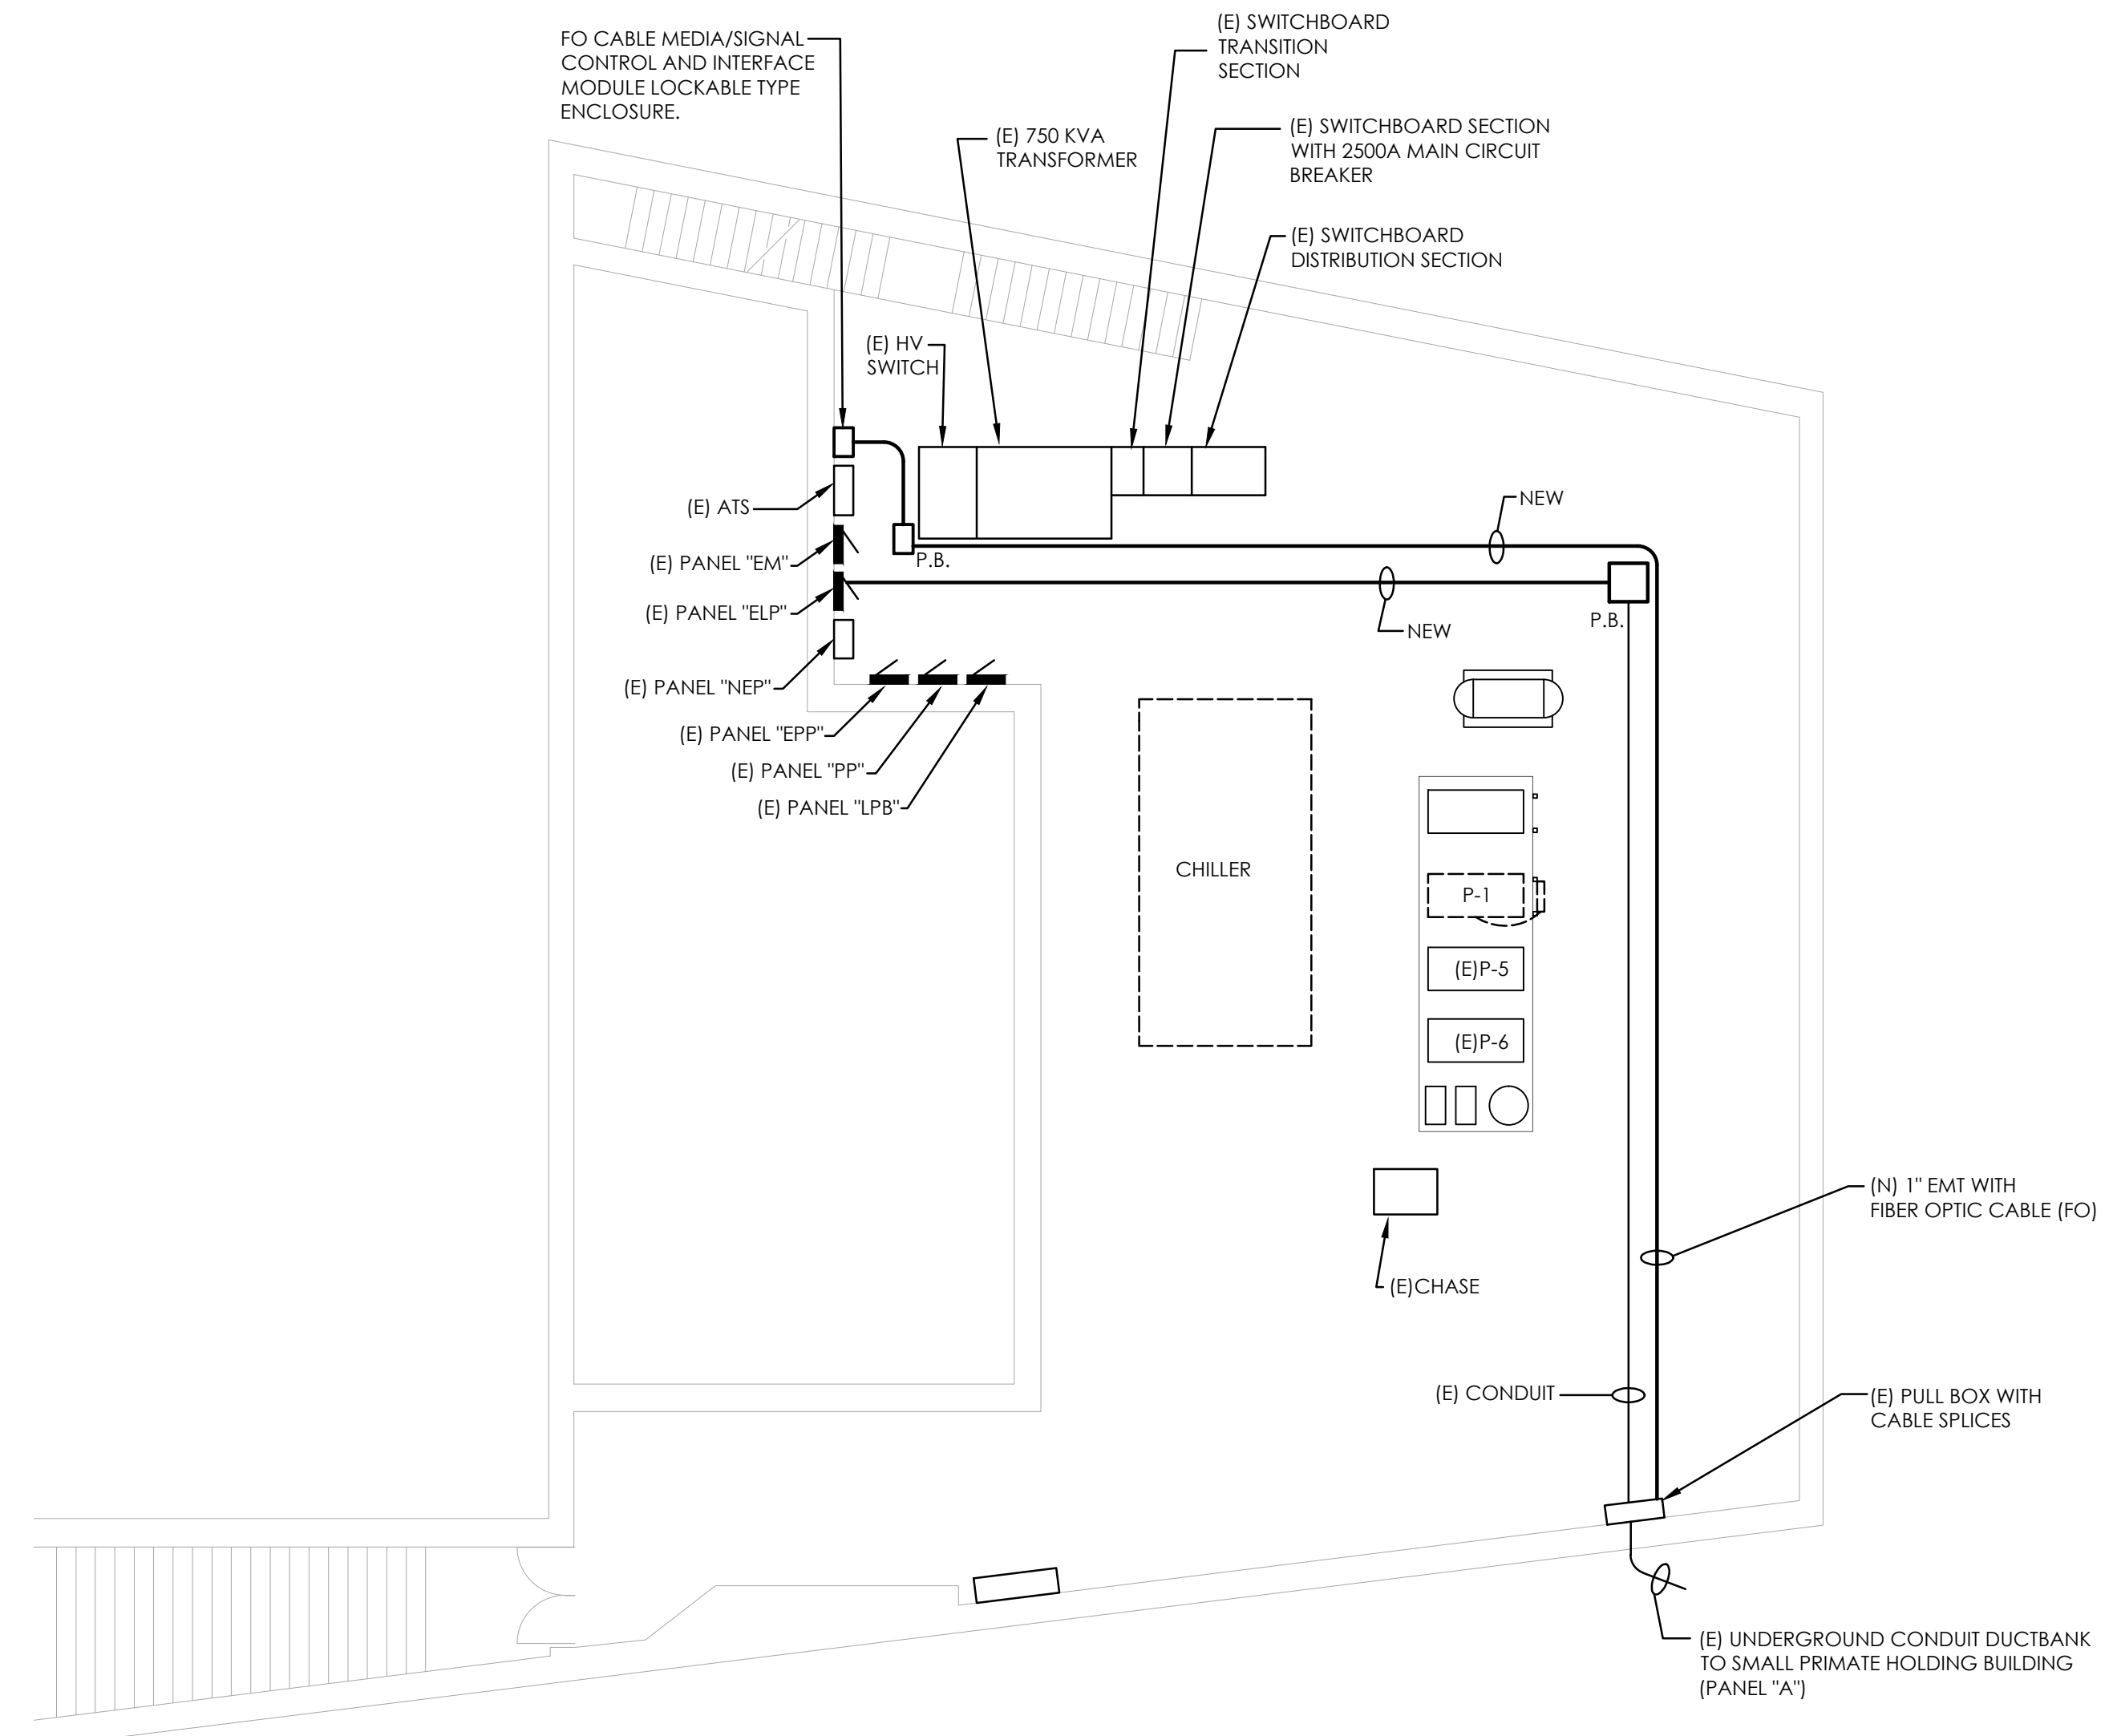 FO CABLE MEDIA/SIGNAL
CONTROL AND INTERFACE
MODULE LOCKABLE TYPE
ENCLOSURE.
(E) SWITCHBOARD
TRANSITION
SECTION
(E) 750 KVA
TRANSFORMER
(E) SWITCHBOARD SECTION
WITH 2500A MAIN CIRCUIT
BREAKER
(E) SWITCHBOARD
DISTRIBUTION SECTION
(E) HV
SWITCH
(E) ATS
NEW
(E) PANEL "EM"
P.B.
(E) PANEL "ELP"
P.B.
NEW
(E) PANEL "NEP"
(E) PANEL "EPP"
(E) PANEL "PP"
(E) PANEL "LPB"
CHILLER
P-1
(E)P-5
(E)P-6
(N) 1" EMT WITH
FIBER OPTIC CABLE (FO)
(E)CHASE
(E) CONDUIT
(E) PULL BOX WITH
CABLE SPLICES
(E) UNDERGROUND CONDUIT DUCTBANK
TO SMALL PRIMATE HOLDING BUILDING
(PANEL "A")